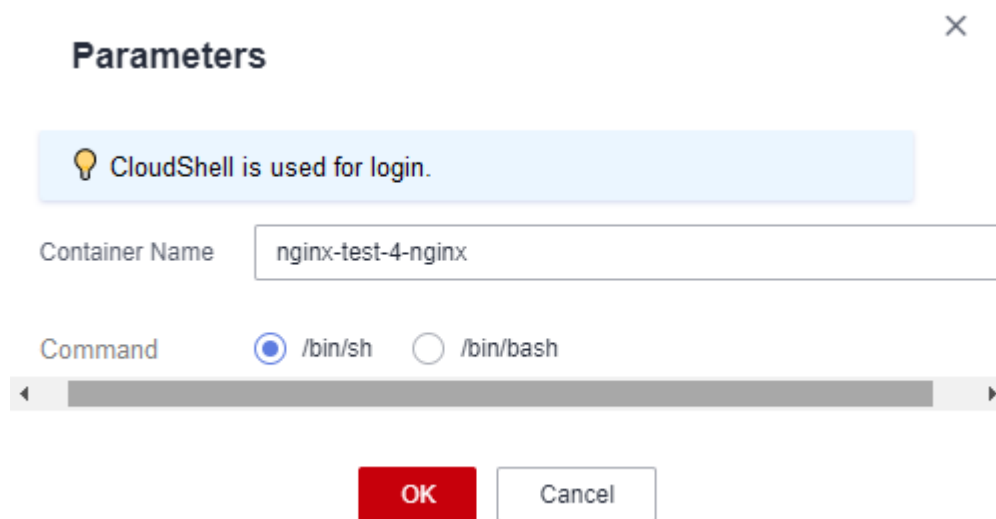 Parameters
CloudShell is used for login.
Container Name nginx-test-4-nginx
Command /bin/sh /bin/bash
OK Cancel